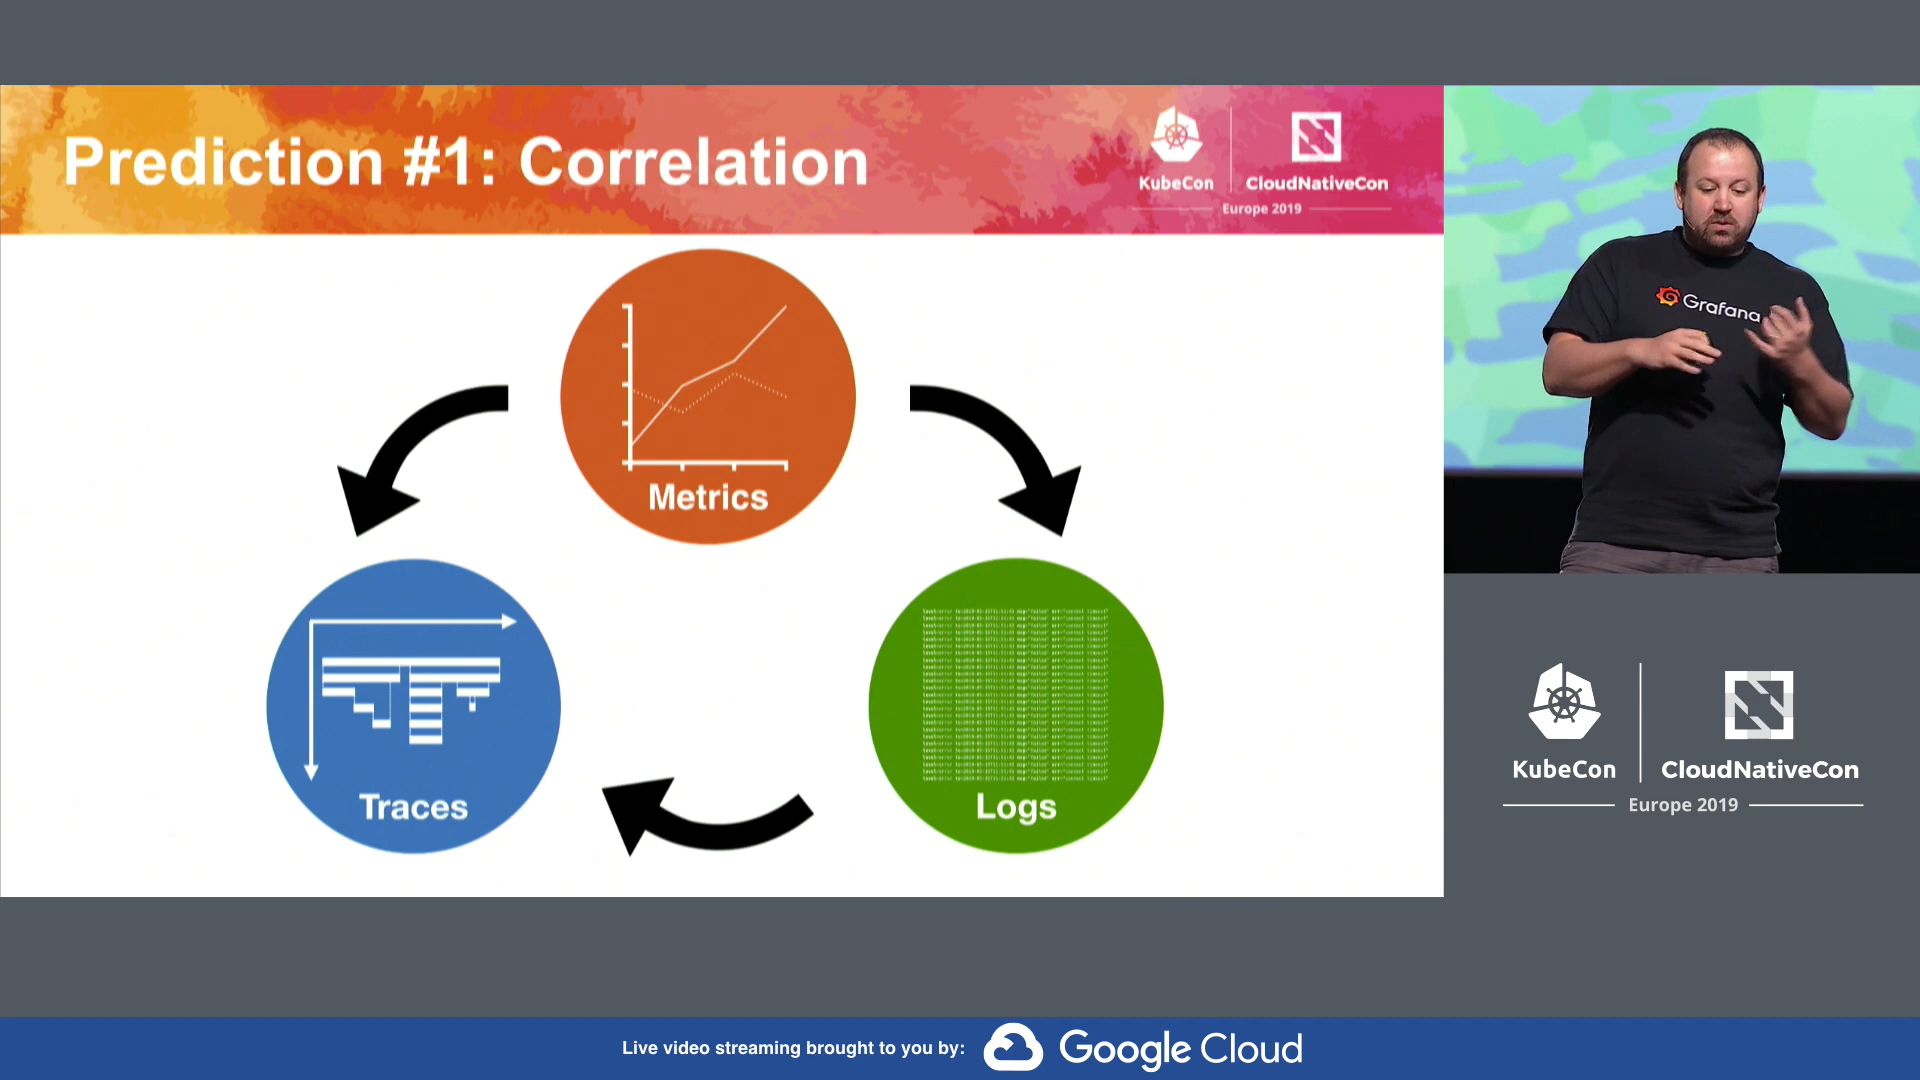 Prediction #1: Correlation
KubeCon
CloudNativeCon
Europe 2019
Metrics
Traces
Logs
Grafana
KubeCon
CloudNativeCon
Europe 2019
Live video streaming brought to you by:
Google Cloud